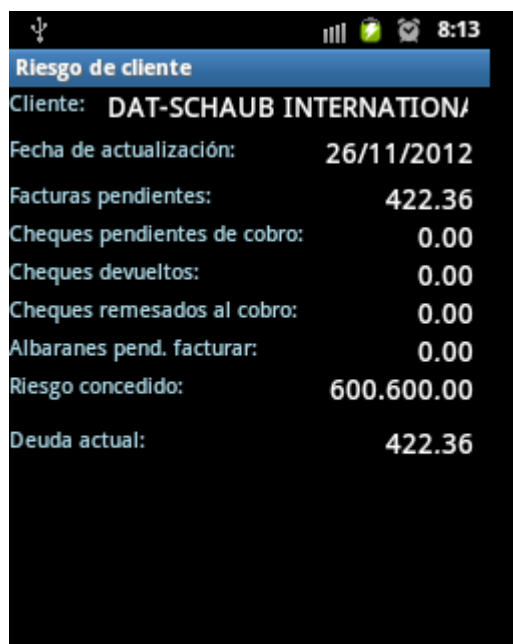 8:13
Riesgo de cliente
Cliente: DAT-SCHAUB INTERNATION
Fecha de actualización: 26/11/2012
Facturas pendientes: 422.36
Cheques pendientes de cobro: 0.00
Cheques devueltos: 0.00
Cheques remesados al cobro: 0.00
Albaranes pend. facturar: 0.00
Riesgo concedido: 600.600.00
Deuda actual: 422.36